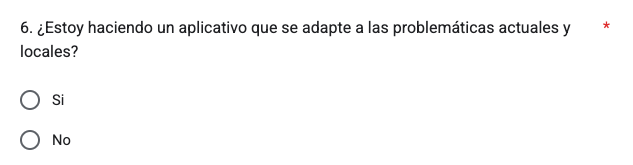 6. ¿Estoy haciendo un aplicativo que se adapte a las problemáticas actuales y *
locales?
Si
No